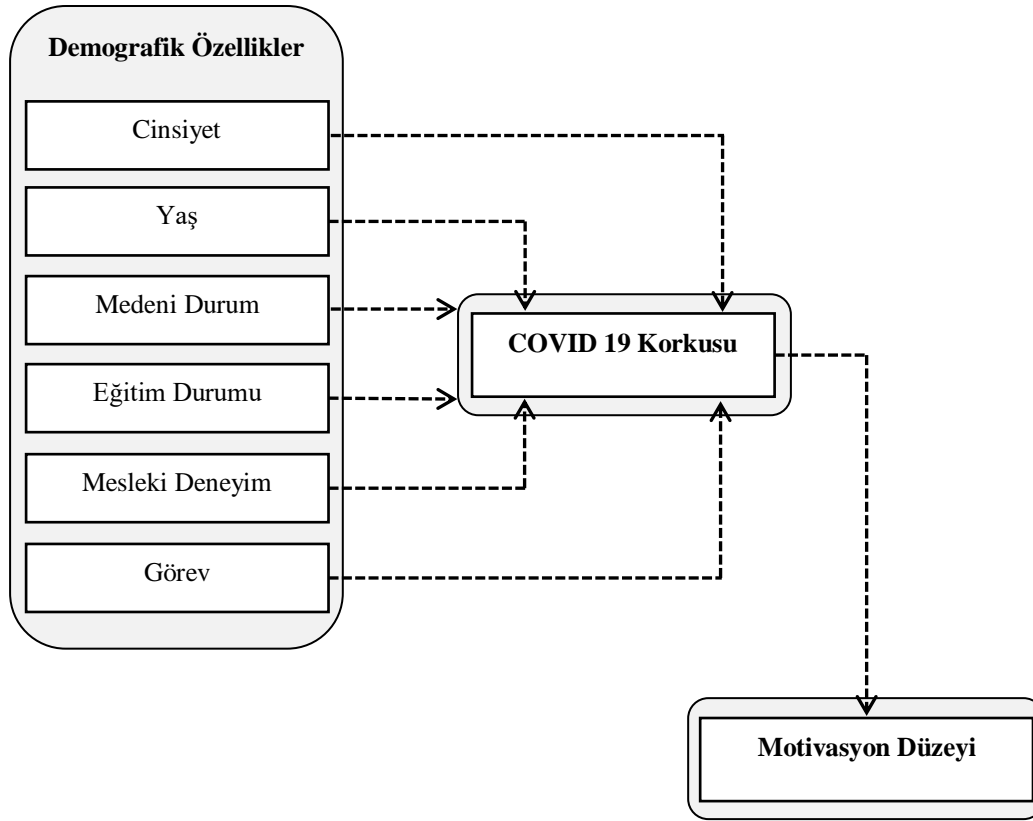 Demografik Özellikler
Cinsiyet
Yaş
Medeni Durum
Eğitim Durumu
Mesleki Deneyim
Görev
COVID 19 Korkusu
Motivasyon Düzeyi